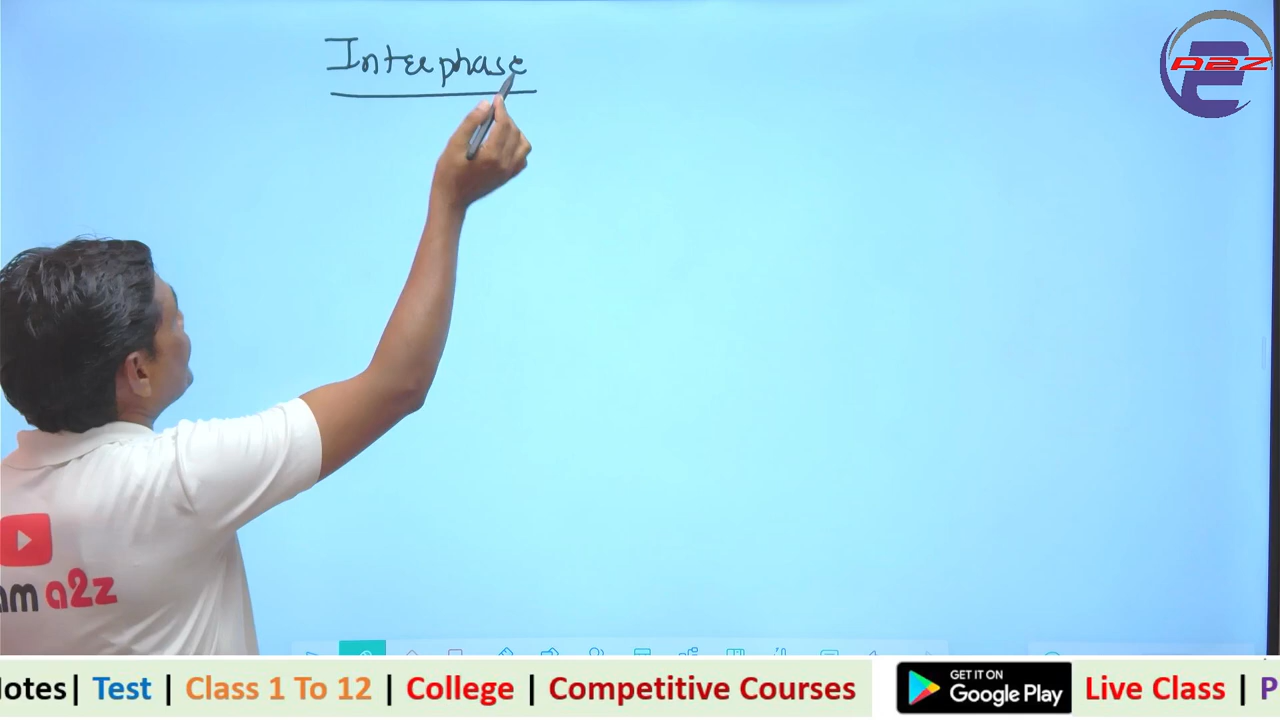 Interphase
A2Z
am a2z
Notes| Test | Class 1 To 12 | College | Competitive Courses
GET IT ON
Google Play
Live Class | P